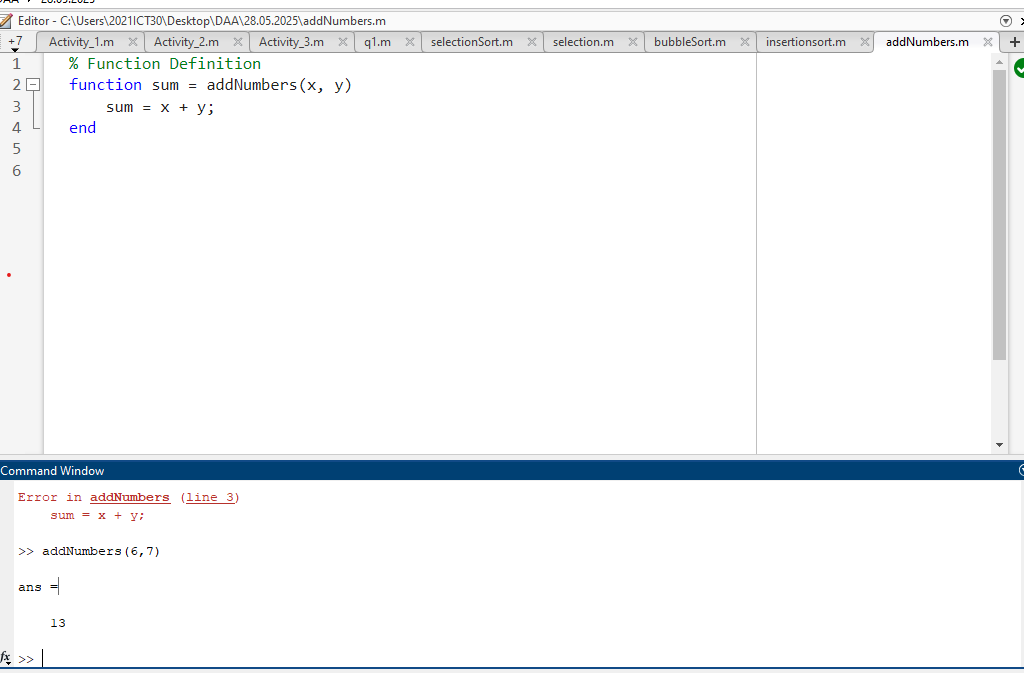 28.05.2025
Editor - C:\Users\2021ICT30\Desktop\DAA\28.05.2025\addNumbers.m
+7 Activity_1.m Activity_2.m Activity_3.m q1.m selectionSort.m selection.m bubbleSort.m insertionsort.m addNumbers.m
1 % Function Definition
2 function sum = addNumbers(x, y)
3 sum = x + y;
4 end
5
6
Command Window
Error in addNumbers (line 3)
sum = x + y;
>> addNumbers(6,7)
ans =
13
fx >>